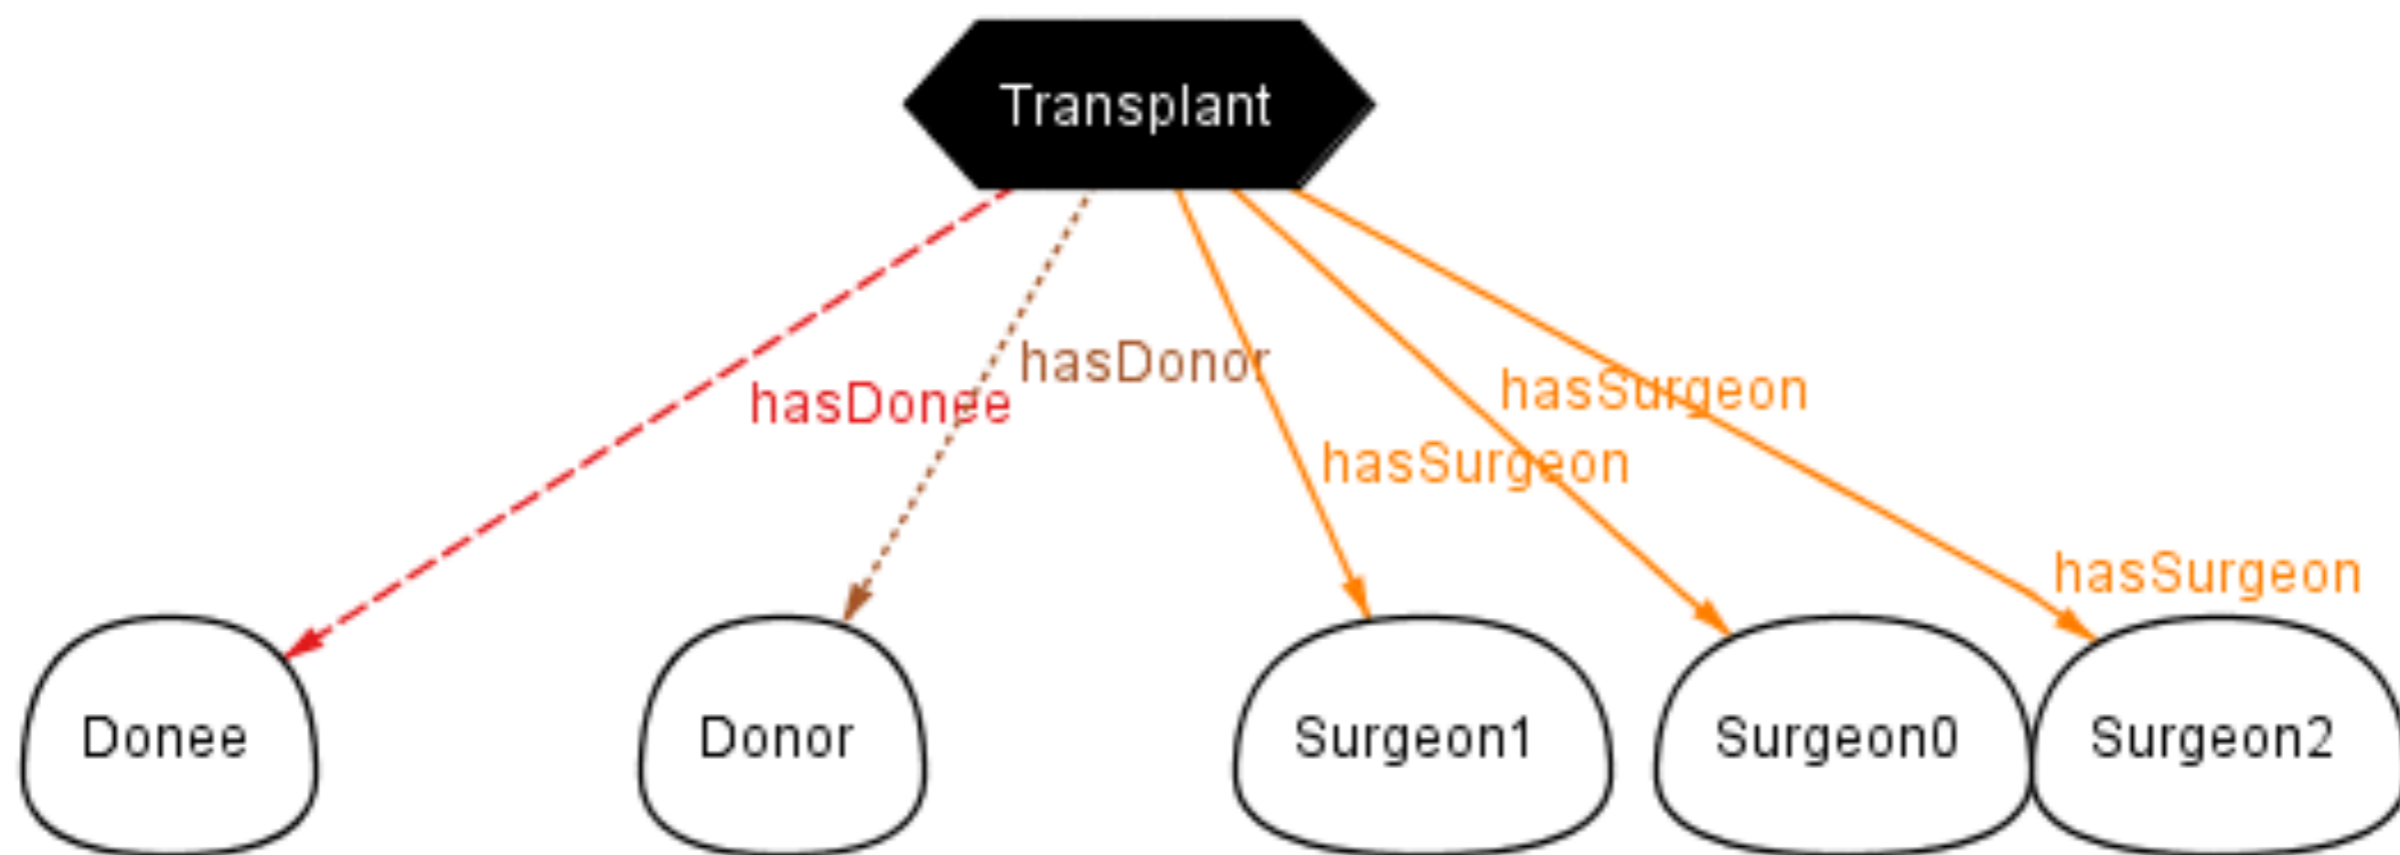 Transplant
hasDonor
hasDonee
hasSurgeon
hasSurgeon
hasSurgeon
Donee
Donor
Surgeon1
Surgeon0
Surgeon2